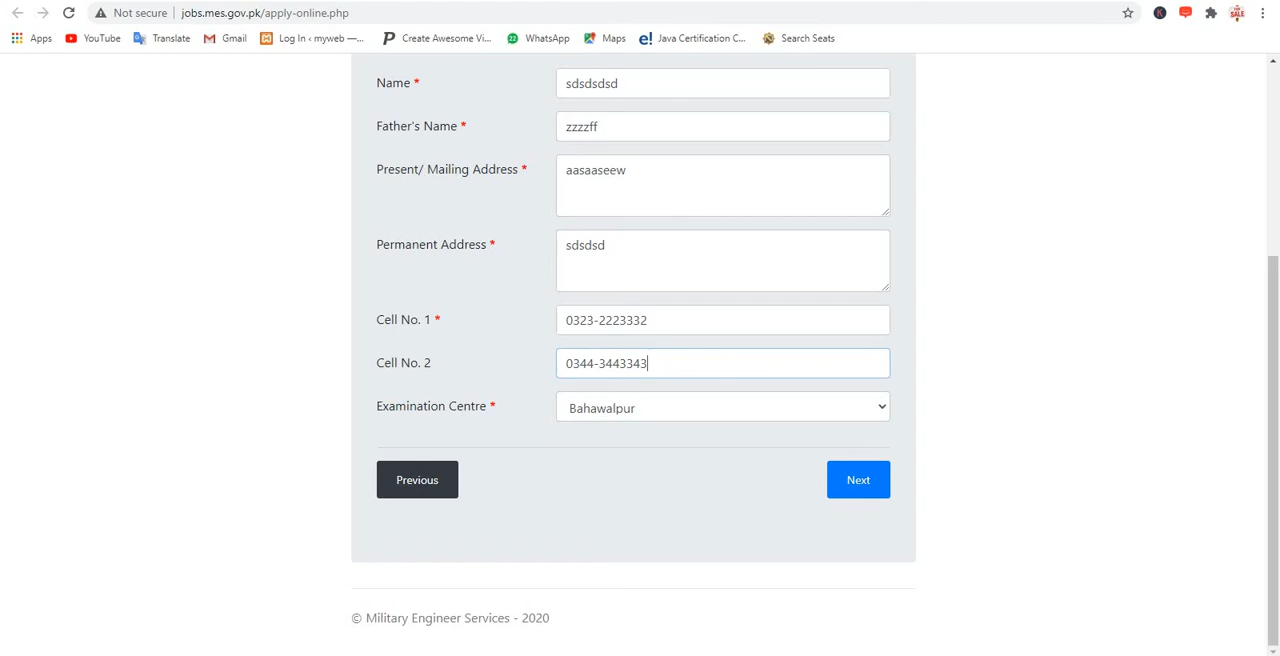 Not secure jobs.mes.gov.pk/apply-online.php
Apps YouTube Translate Gmail Log In ‹ myweb —... Create Awesome Vi... WhatsApp Maps Java Certification C... Search Seats
Name * sdsdsdsd
Father's Name * zzzzff
Present/ Mailing Address * aasaaseew
Permanent Address * sdsdsd
Cell No. 1 * 0323-2223332
Cell No. 2 0344-3443343
Examination Centre * Bahawalpur
Previous Next
© Military Engineer Services - 2020